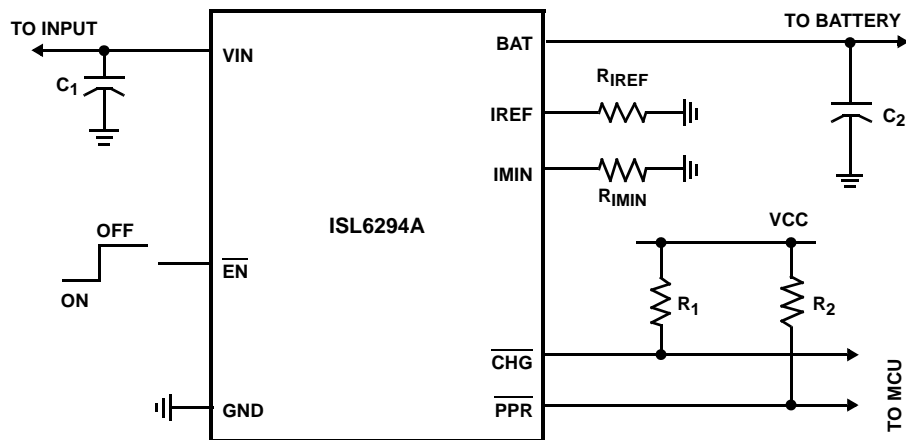 TO INPUT
TO BATTERY
VIN
BAT
C1
RIREF
IREF
C2
IMIN
RIMIN
ISL6294A
VCC
OFF
EN
ON
R1
R2
CHG
GND
PPR
TO MCU